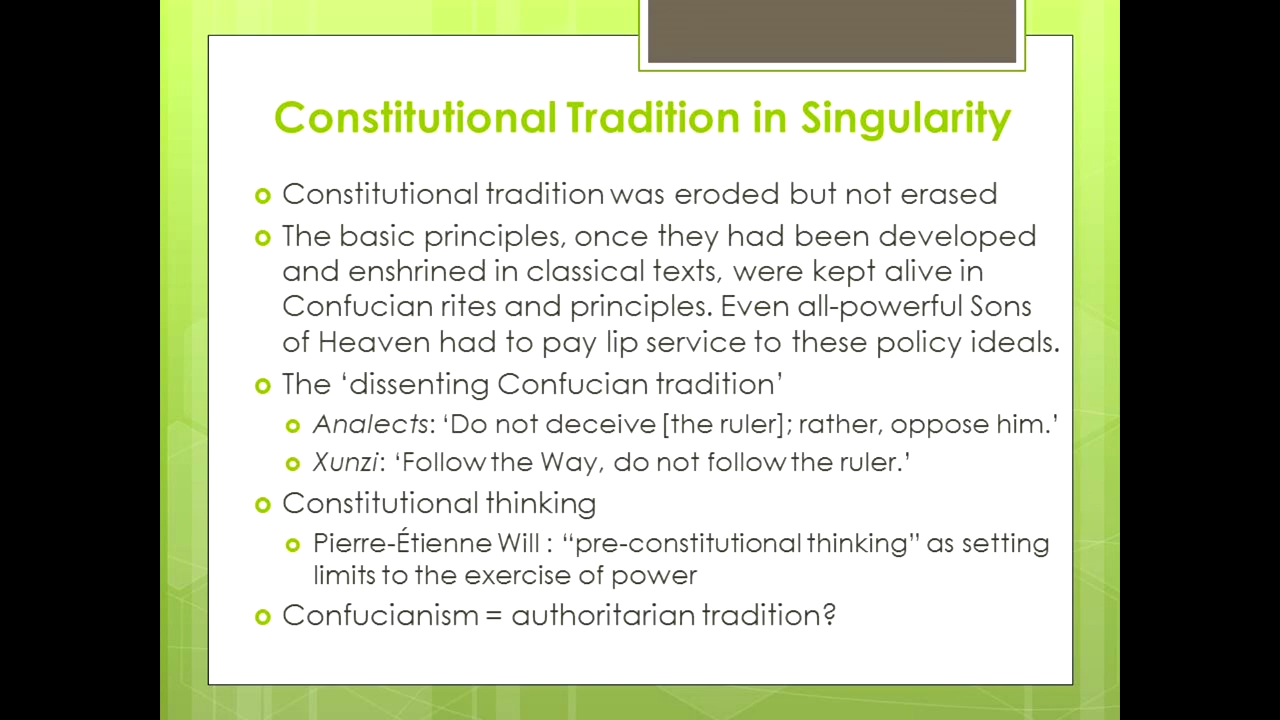 Constitutional Tradition in Singularity
Constitutional tradition was eroded but not erased
The basic principles, once they had been developed
and enshrined in classical texts, were kept alive in
Confucian rites and principles. Even all-powerful Sons
of Heaven had to pay lip service to these policy ideals.
The ‘dissenting Confucian tradition’
Analects: ‘Do not deceive [the ruler]; rather, oppose him.’
Xunzi: ‘Follow the Way, do not follow the ruler.’
Constitutional thinking
Pierre-Étienne Will : “pre-constitutional thinking” as setting
limits to the exercise of power
Confucianism = authoritarian tradition?